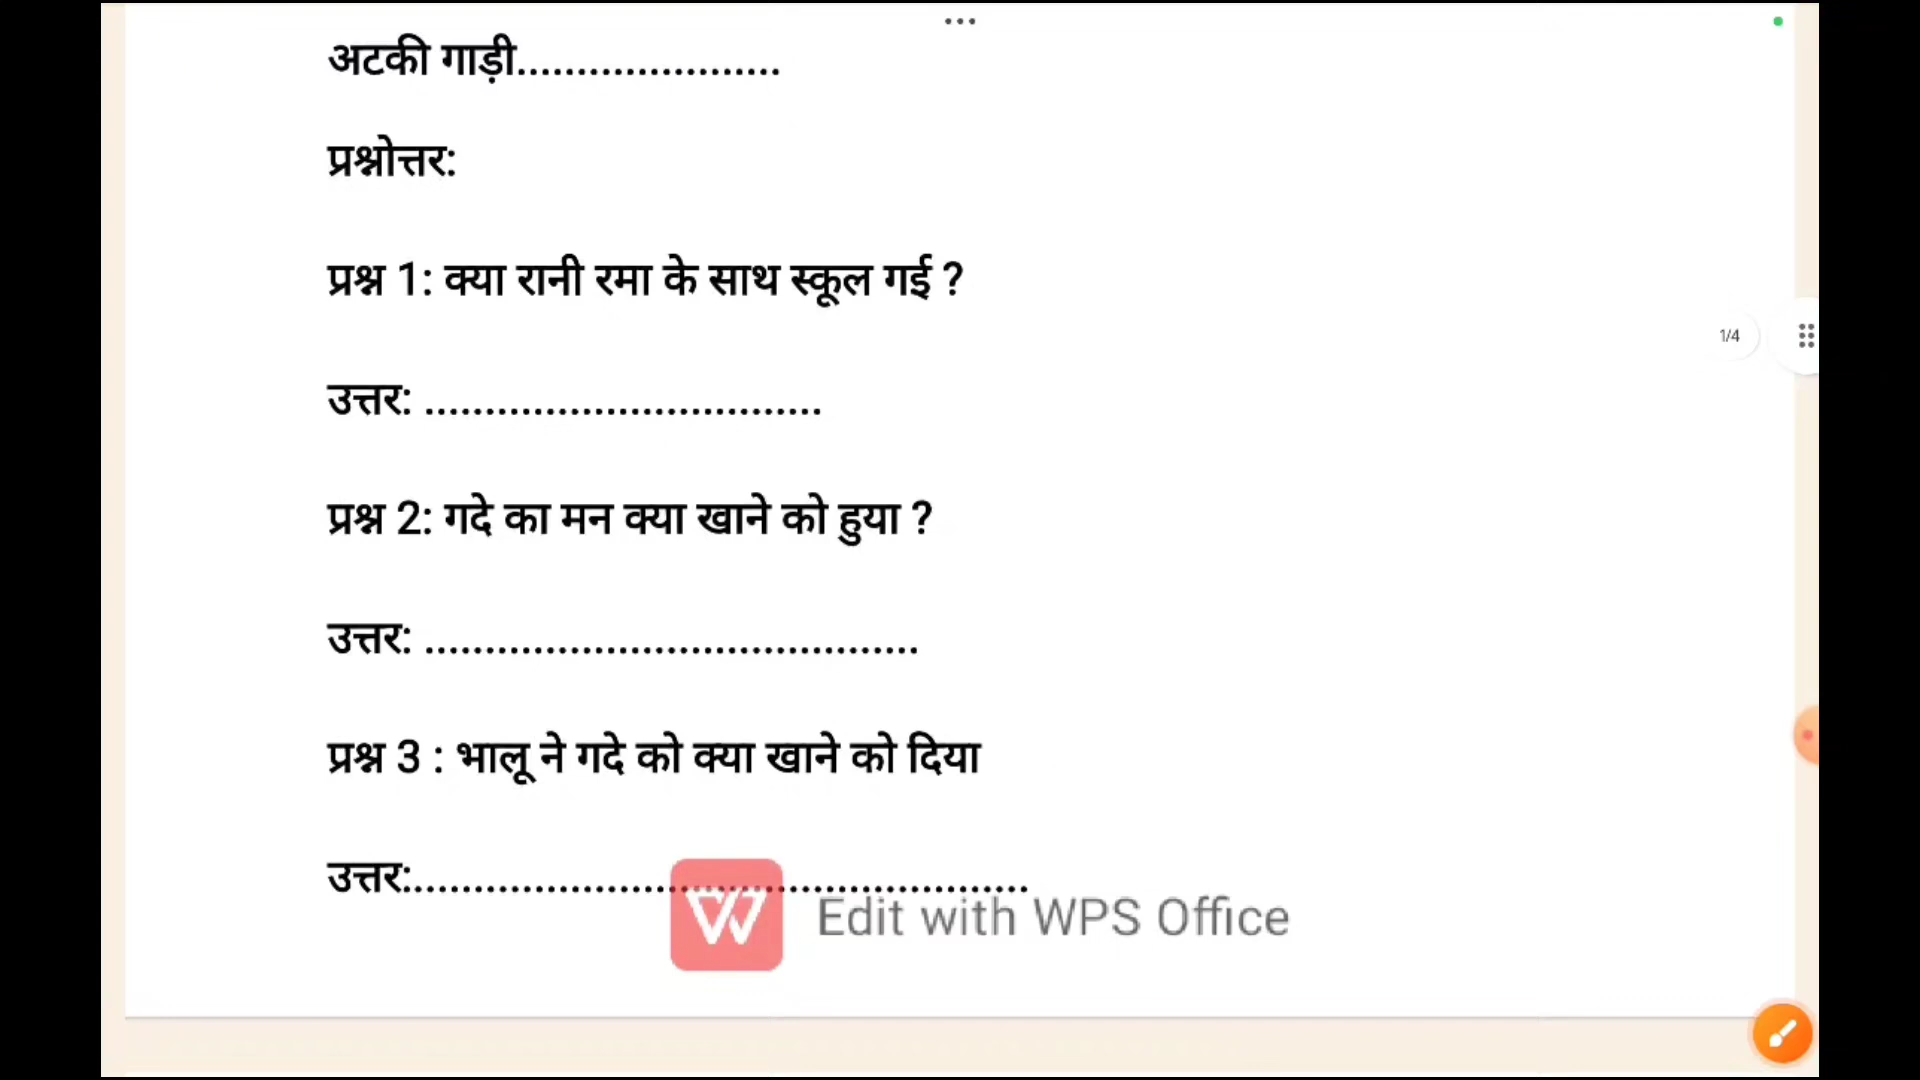 अटकी गाड़ी......................
प्रश्नोत्तर:
प्रश्न 1: क्या रानी रमा के साथ स्कूल गई ?
1/4
उत्तर: .................................
प्रश्न 2: गदे का मन क्या खाने को हुया ?
उत्तर: .........................................
प्रश्न 3 : भालू ने गदे को क्या खाने को दिया
उत्तर:...................................................
Edit with WPS Office